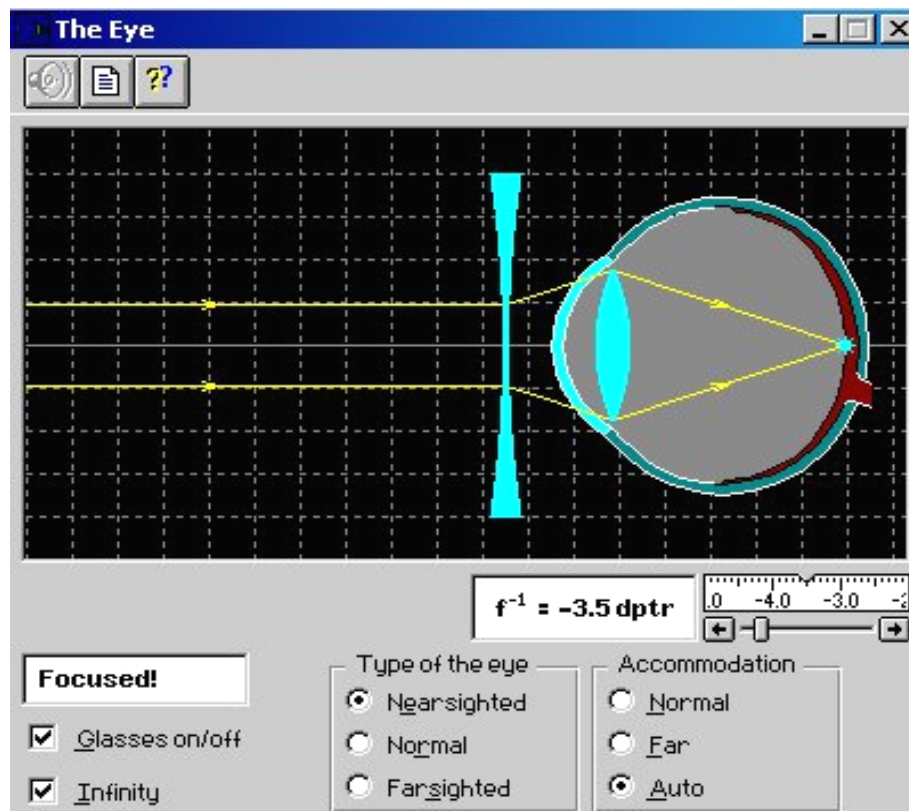 The Eye
??
f⁻¹ = -3.5 dptr
.0 -4.0 -3.0
Focused!
Glasses on/off
Infinity
Type of the eye
Nearsighted
Normal
Farsighted
Accommodation
Normal
Far
Auto